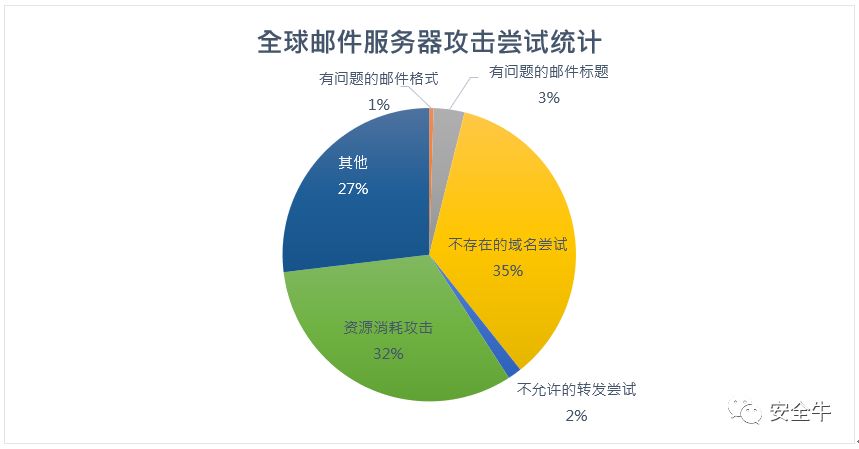 全球邮件服务器攻击尝试统计
有问题的邮件格式
1%
有问题的邮件标题
3%
其他
27%
不存在的域名尝试
35%
资源消耗攻击
32%
不允许的转发尝试
2%
安全牛